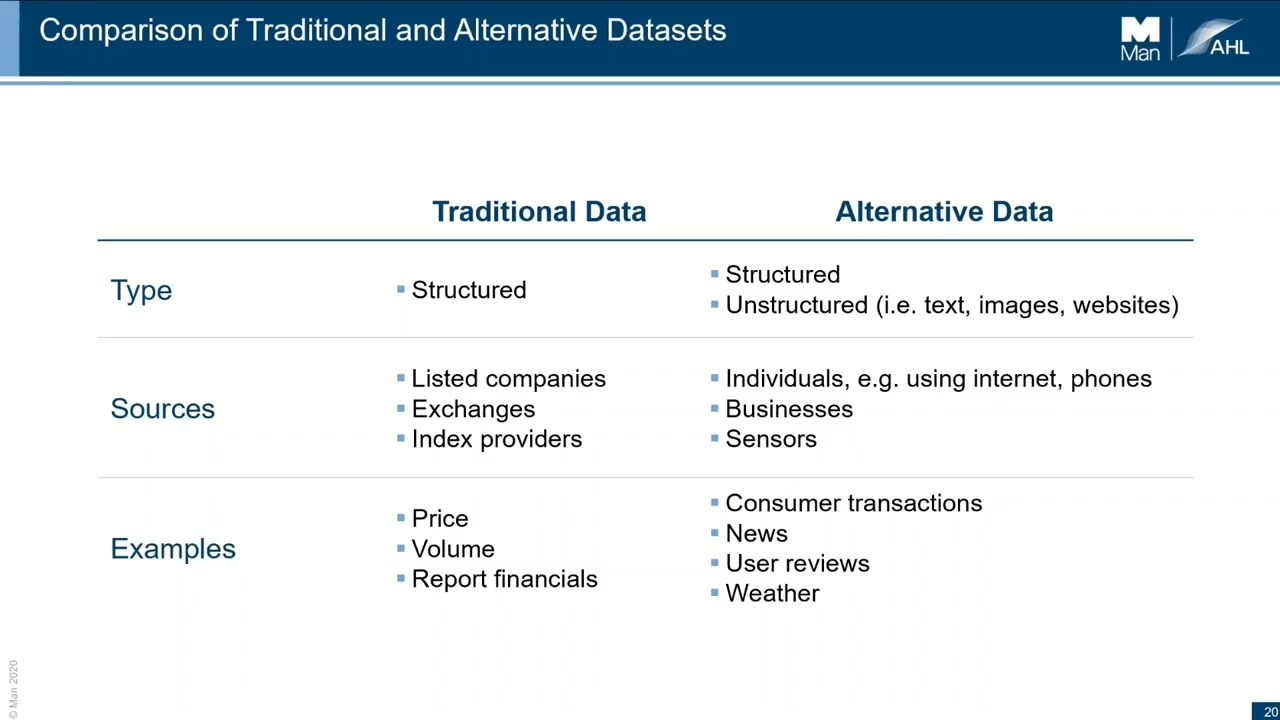 Comparison of Traditional and Alternative Datasets
Man
AHL
Traditional Data
Alternative Data
Type
▪ Structured
▪ Structured
▪ Unstructured (i.e. text, images, websites)
Sources
▪ Listed companies
▪ Exchanges
▪ Index providers
▪ Individuals, e.g. using internet, phones
▪ Businesses
▪ Sensors
Examples
▪ Price
▪ Volume
▪ Report financials
▪ Consumer transactions
▪ News
▪ User reviews
▪ Weather
© Man 2020
20